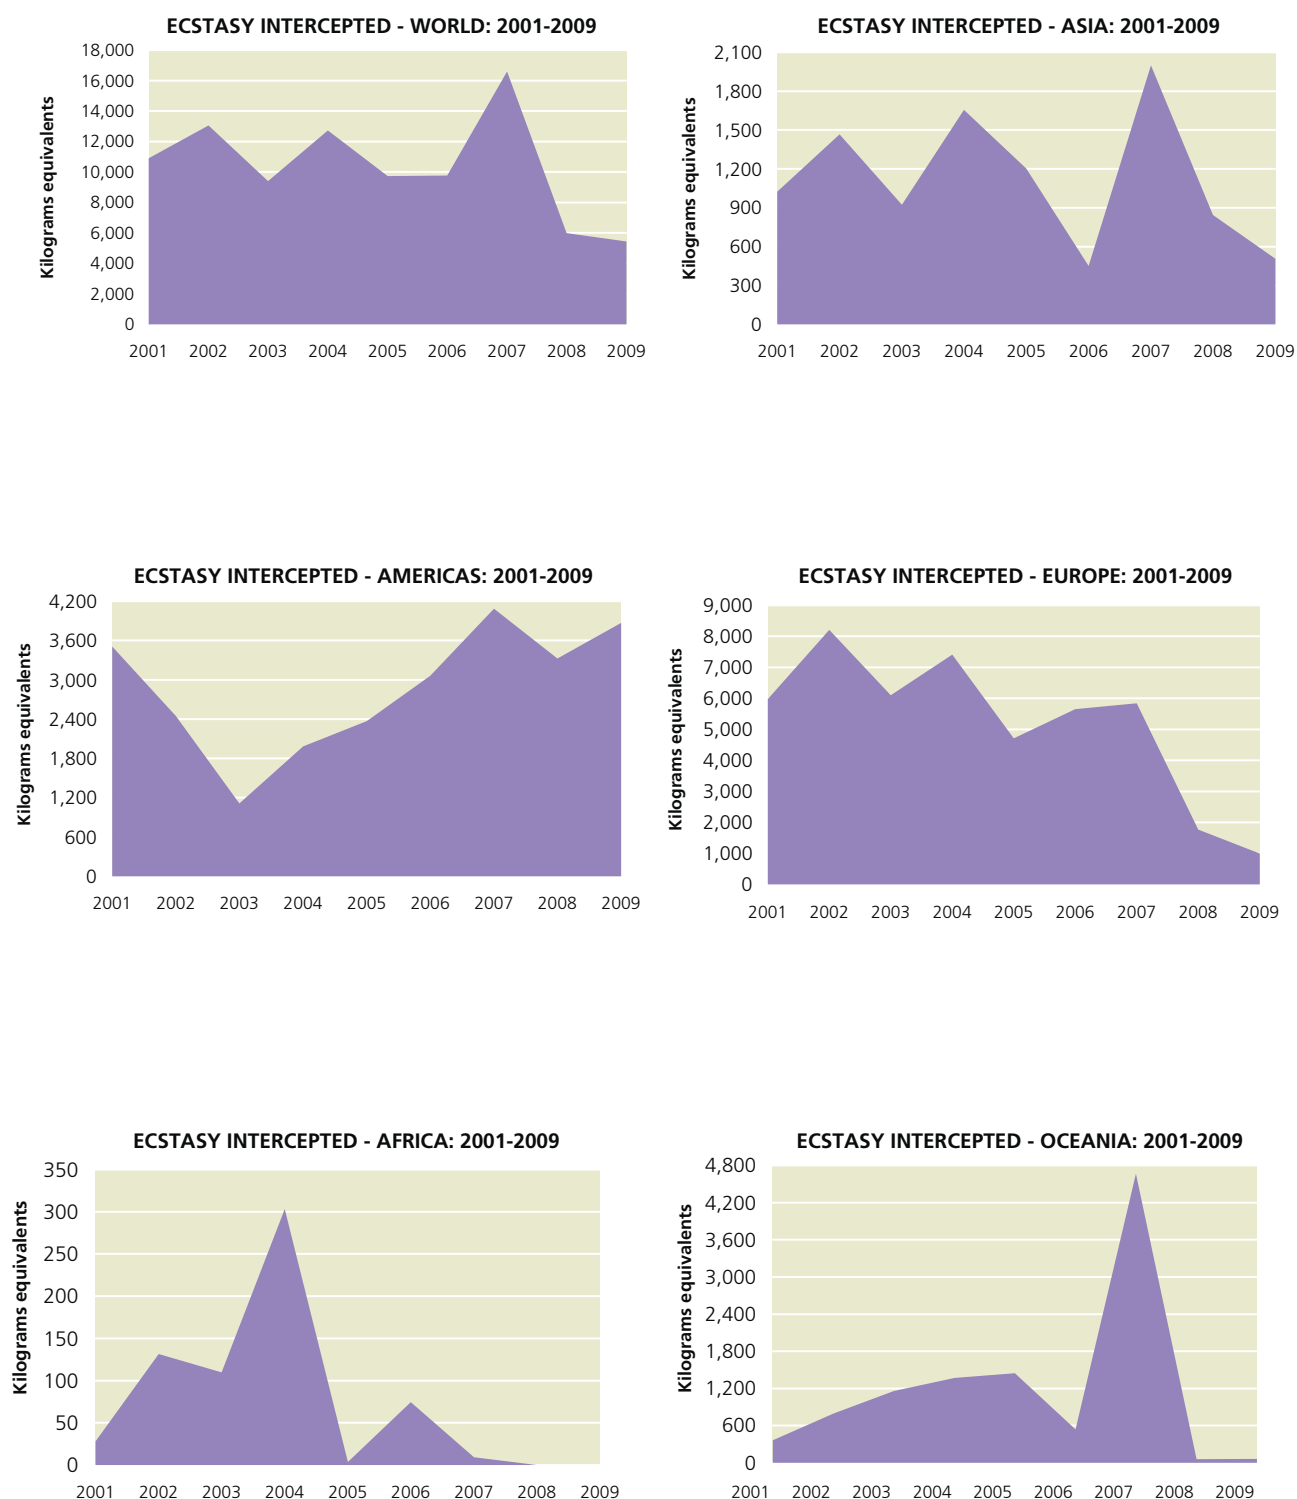 ECSTASY INTERCEPTED - WORLD: 2001-2009
Kilograms equivalents
18,000
16,000
14,000
12,000
10,000
8,000
6,000
4,000
2,000
0
2001 2002 2003 2004 2005 2006 2007 2008 2009
ECSTASY INTERCEPTED - ASIA: 2001-2009
Kilograms equivalents
2,100
1,800
1,500
1,200
900
600
300
0
2001 2002 2003 2004 2005 2006 2007 2008 2009
ECSTASY INTERCEPTED - AMERICAS: 2001-2009
Kilograms equivalents
4,200
3,600
3,000
2,400
1,800
1,200
600
0
2001 2002 2003 2004 2005 2006 2007 2008 2009
ECSTASY INTERCEPTED - EUROPE: 2001-2009
Kilograms equivalents
9,000
8,000
7,000
6,000
5,000
4,000
3,000
2,000
1,000
0
2001 2002 2003 2004 2005 2006 2007 2008 2009
ECSTASY INTERCEPTED - AFRICA: 2001-2009
Kilograms equivalents
350
300
250
200
150
100
50
0
2001 2002 2003 2004 2005 2006 2007 2008 2009
ECSTASY INTERCEPTED - OCEANIA: 2001-2009
Kilograms equivalents
4,800
4,200
3,600
3,000
2,400
1,800
1,200
600
0
2001 2002 2003 2004 2005 2006 2007 2008 2009